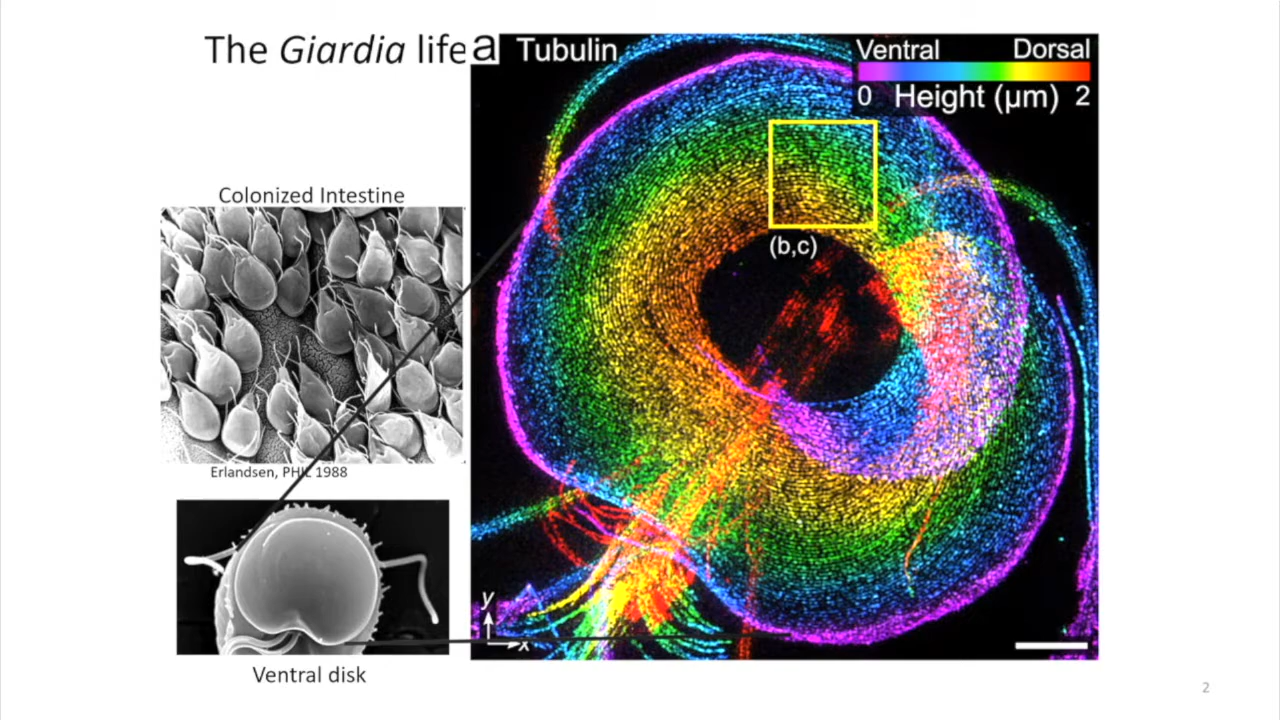 The Giardia life
a Tubulin
Ventral Dorsal
0 Height (μm) 2
(b,c)
Colonized Intestine
Erlandsen, PHIL 1988
Ventral disk
y
x
2